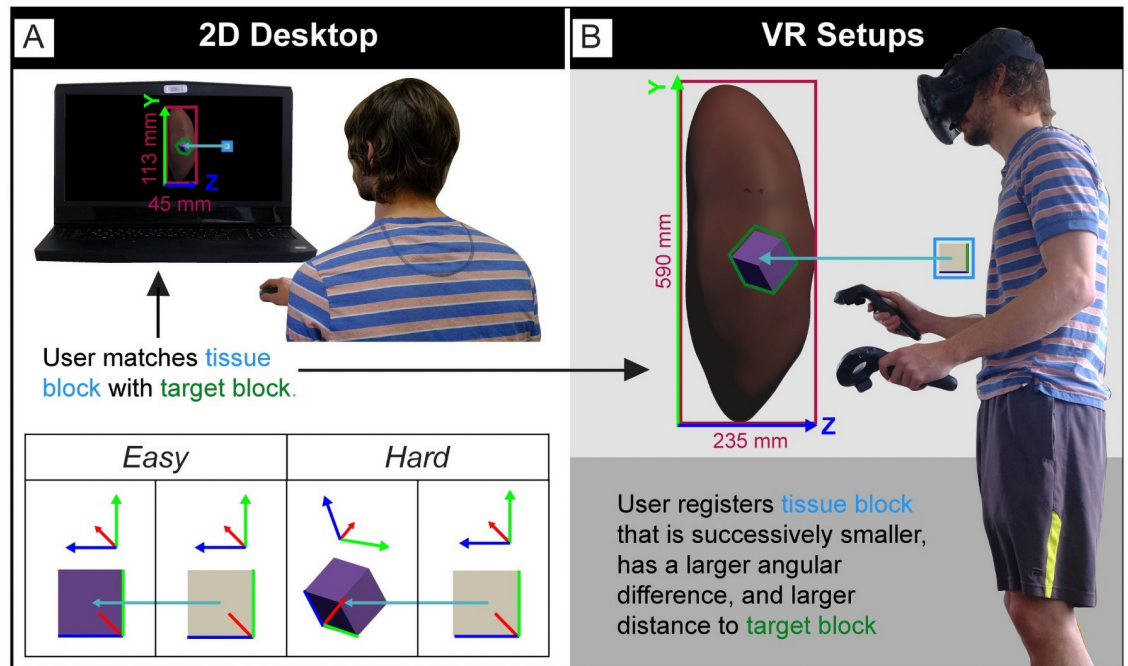 A
2D Desktop
Y
113 mm
Z
45 mm
User matches tissue
block with target block.
Easy
Hard
B
VR Setups
Y
590 mm
235 mm
Z
User registers tissue block
that is successively smaller,
has a larger angular
difference, and larger
distance to target block